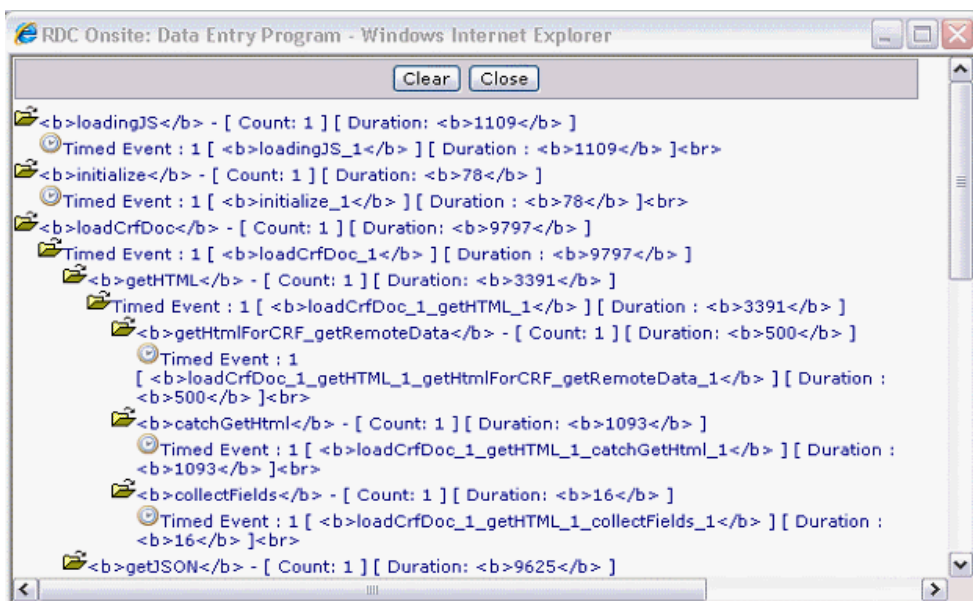 RDC Onsite: Data Entry Program - Windows Internet Explorer
Clear Close
<b>loadingJS</b> - [ Count: 1 ] [ Duration: <b>1109</b> ]
Timed Event : 1 [ <b>loadingJS_1</b> ] [ Duration : <b>1109</b> ]<br>
<b>initialize</b> - [ Count: 1 ] [ Duration: <b>78</b> ]
Timed Event : 1 [ <b>initialize_1</b> ] [ Duration : <b>78</b> ]<br>
<b>loadCrfDoc</b> - [ Count: 1 ] [ Duration: <b>9797</b> ]
Timed Event : 1 [ <b>loadCrfDoc_1</b> ] [ Duration : <b>9797</b> ]
<b>getHTML</b> - [ Count: 1 ] [ Duration: <b>3391</b> ]
Timed Event : 1 [ <b>loadCrfDoc_1_getHTML_1</b> ] [ Duration : <b>3391</b> ]
<b>getHtmlForCRF_getRemoteData</b> - [ Count: 1 ] [ Duration: <b>500</b> ]
Timed Event : 1
[ <b>loadCrfDoc_1_getHTML_1_getHtmlForCRF_getRemoteData_1</b> ] [ Duration :
<b>500</b> ]<br>
<b>catchGetHtml</b> - [ Count: 1 ] [ Duration: <b>1093</b> ]
Timed Event : 1 [ <b>loadCrfDoc_1_getHTML_1_catchGetHtml_1</b> ] [ Duration :
<b>1093</b> ]<br>
<b>collectFields</b> - [ Count: 1 ] [ Duration: <b>16</b> ]
Timed Event : 1 [ <b>loadCrfDoc_1_getHTML_1_collectFields_1</b> ] [ Duration :
<b>16</b> ]<br>
<b>getJSON</b> - [ Count: 1 ] [ Duration: <b>9625</b> ]